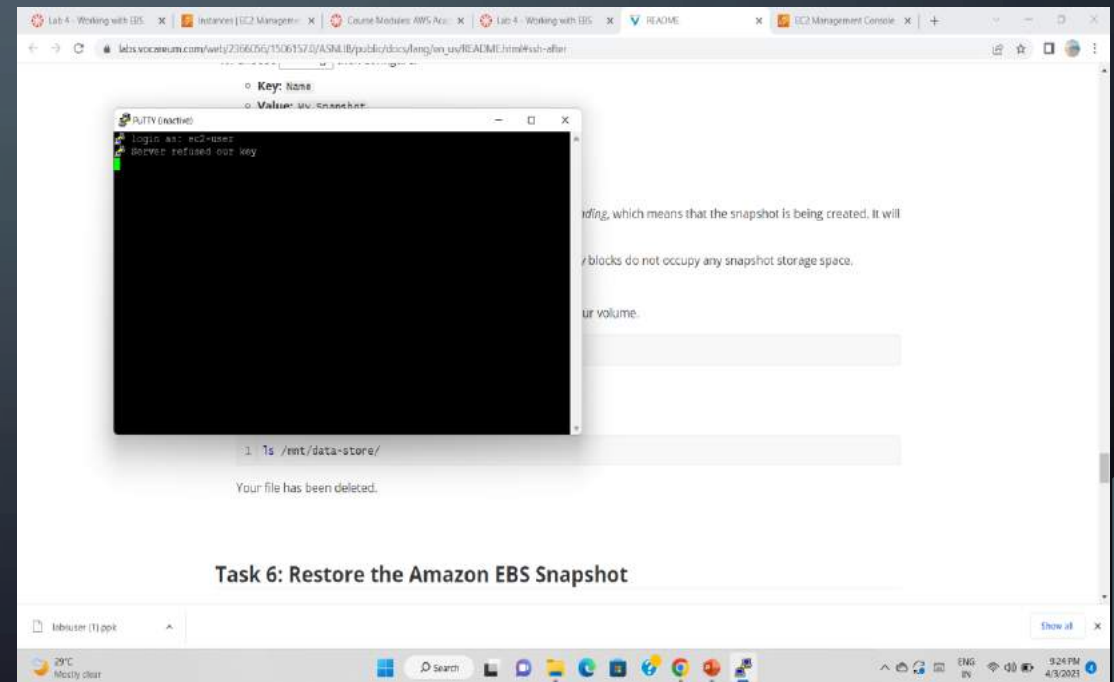 Lab 4 - Working with EBS
Instances | EC2 Managem
Course Modules: AWS Aca
Lab 4 - Working with EBS
README
EC2 Management Console
labs.vocareum.com/web/2366056/1506157.0/ASNLIB/public/docs/lang/en_us/README.html#ssh-after
Key: Name
Value: My Snapshot
PuTTY (inactive)
login as: ec2-user
Server refused our key
nding, which means that the snapshot is being created. It will
y blocks do not occupy any snapshot storage space.
ur volume.
1 ls /mnt/data-store/
Your file has been deleted.
Task 6: Restore the Amazon EBS Snapshot
labsuser (1).ppk
Show all
29°C
Mostly clear
Search
ENG
IN
9:24 PM
4/3/2023